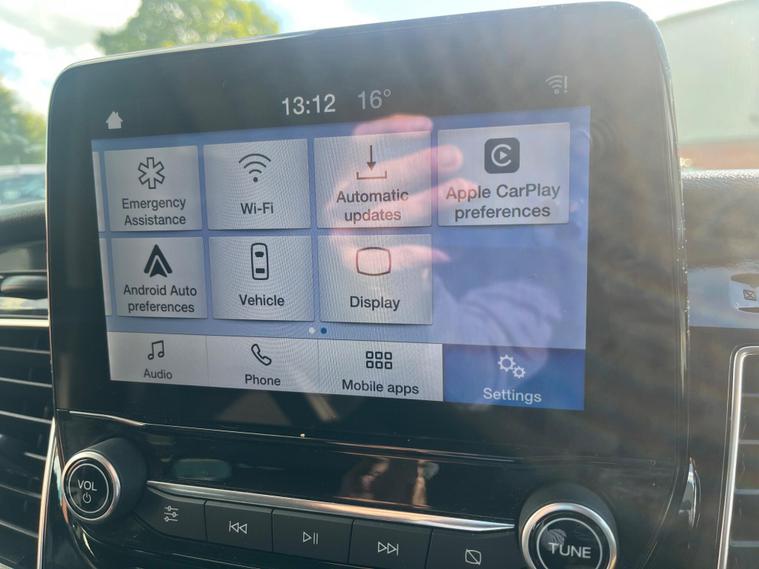 13:12 16°
Emergency
Assistance
Wi-Fi
Automatic
updates
Apple CarPlay
preferences
Android Auto
preferences
Vehicle
Display
Audio
Phone
Mobile apps
Settings
VOL
TUNE